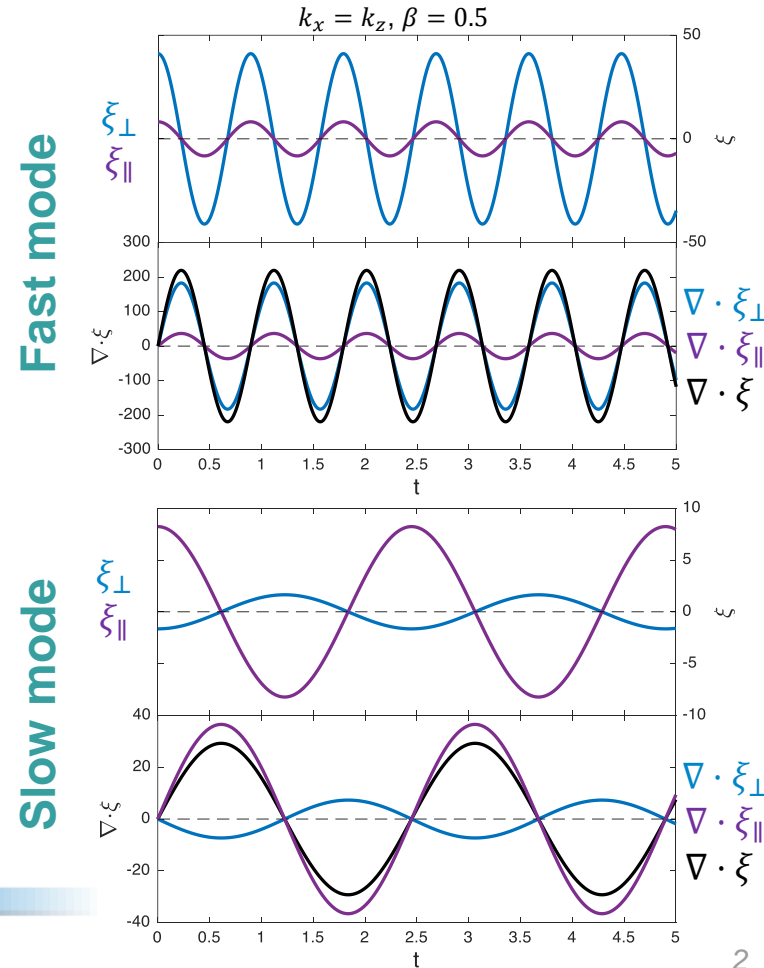 k_x = k_z, β = 0.5
Fast mode
ξ⊥
ξ∥
50
0
-50
ξ
300
200
100
0
-100
-200
-300
∇·ξ
∇ · ξ⊥
∇ · ξ∥
∇ · ξ
0 0.5 1 1.5 2 2.5 3 3.5 4 4.5 5
t
Slow mode
ξ⊥
ξ∥
10
5
0
-5
-10
ξ
40
20
0
-20
-40
∇·ξ
∇ · ξ⊥
∇ · ξ∥
∇ · ξ
0 0.5 1 1.5 2 2.5 3 3.5 4 4.5 5
t
2